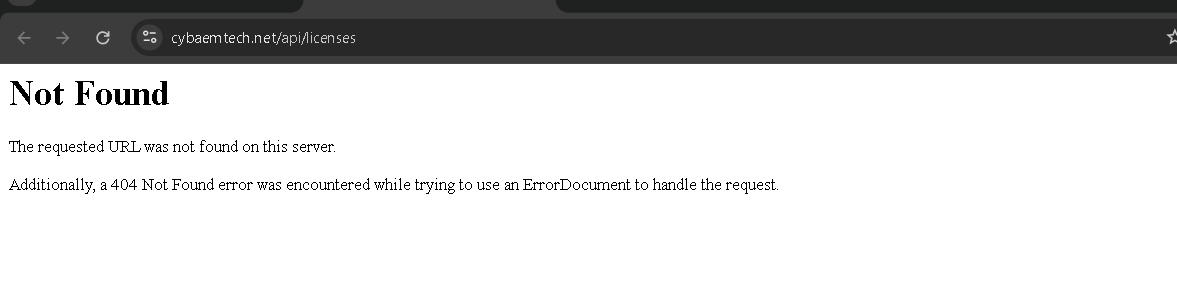 cybaemtech.net/api/licenses
Not Found
The requested URL was not found on this server.
Additionally, a 404 Not Found error was encountered while trying to use an ErrorDocument to handle the request.